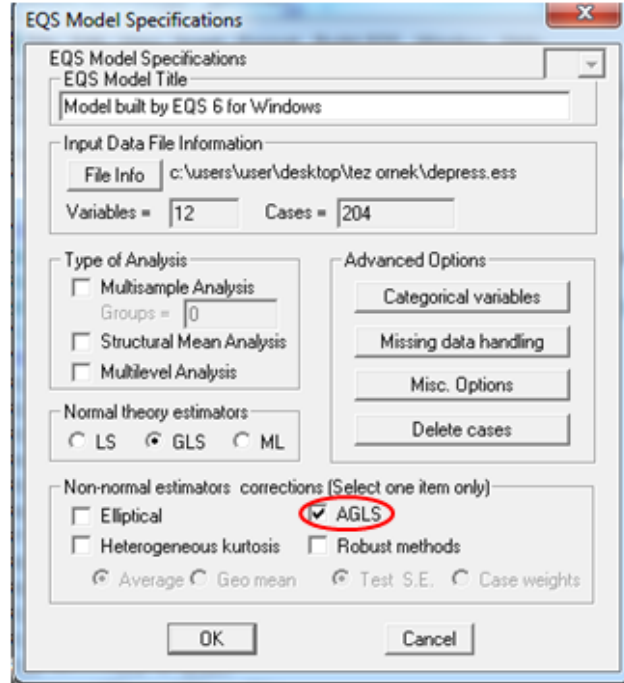 EQS Model Specifications
EQS Model Specifications
EQS Model Title
Model built by EQS 6 for Windows
Input Data File Information
File Info c:\users\user\desktop\tez ornek\depress.ess
Variables = 12 Cases = 204
Type of Analysis
Multisample Analysis
Groups = 0
Structural Mean Analysis
Multilevel Analysis
Advanced Options
Categorical variables
Missing data handling
Misc. Options
Delete cases
Normal theory estimators
LS GLS ML
Non-normal estimators corrections (Select one item only)
Elliptical AGLS
Heterogeneous kurtosis Robust methods
Average Geo mean Test S.E. Case weights
OK Cancel